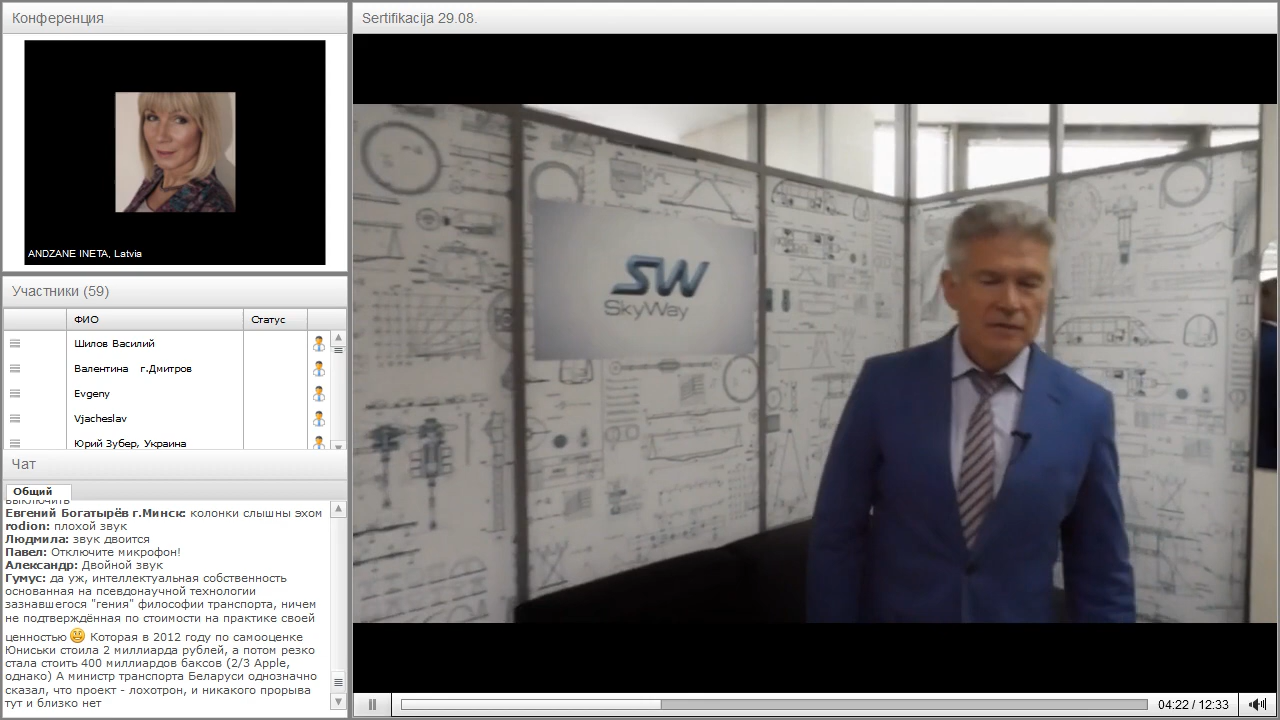 Конференция
ANDZANE INETA, Latvia
Участники (59)
ФИО
Статус
Шилов Василий
Валентина г.Дмитров
Evgeny
Vjacheslav
Юрий Зубер, Украина
Чат
Общий
выключить
Евгений Богатырёв г.Минск: колонки слышны эхом
rodion: плохой звук
Людмила: звук двоится
Павел: Отключите микрофон!
Александр: Двойной звук
Гумус: да уж, интеллектуальная собственность
основанная на псевдонаучной технологии
зазнавшегося "гения" философии транспорта, ничем
не подтверждённая по стоимости на практике своей
ценностью Которая в 2012 году по самооценке
Юниськи стоила 2 миллиарда рублей, а потом резко
стала стоить 400 миллиардов баксов (2/3 Apple,
однако) А министр транспорта Беларуси однозначно
сказал, что проект - лохотрон, и никакого прорыва
тут и близко нет
Sertifikacija 29.08.
SW
SkyWay
04:22 / 12:33